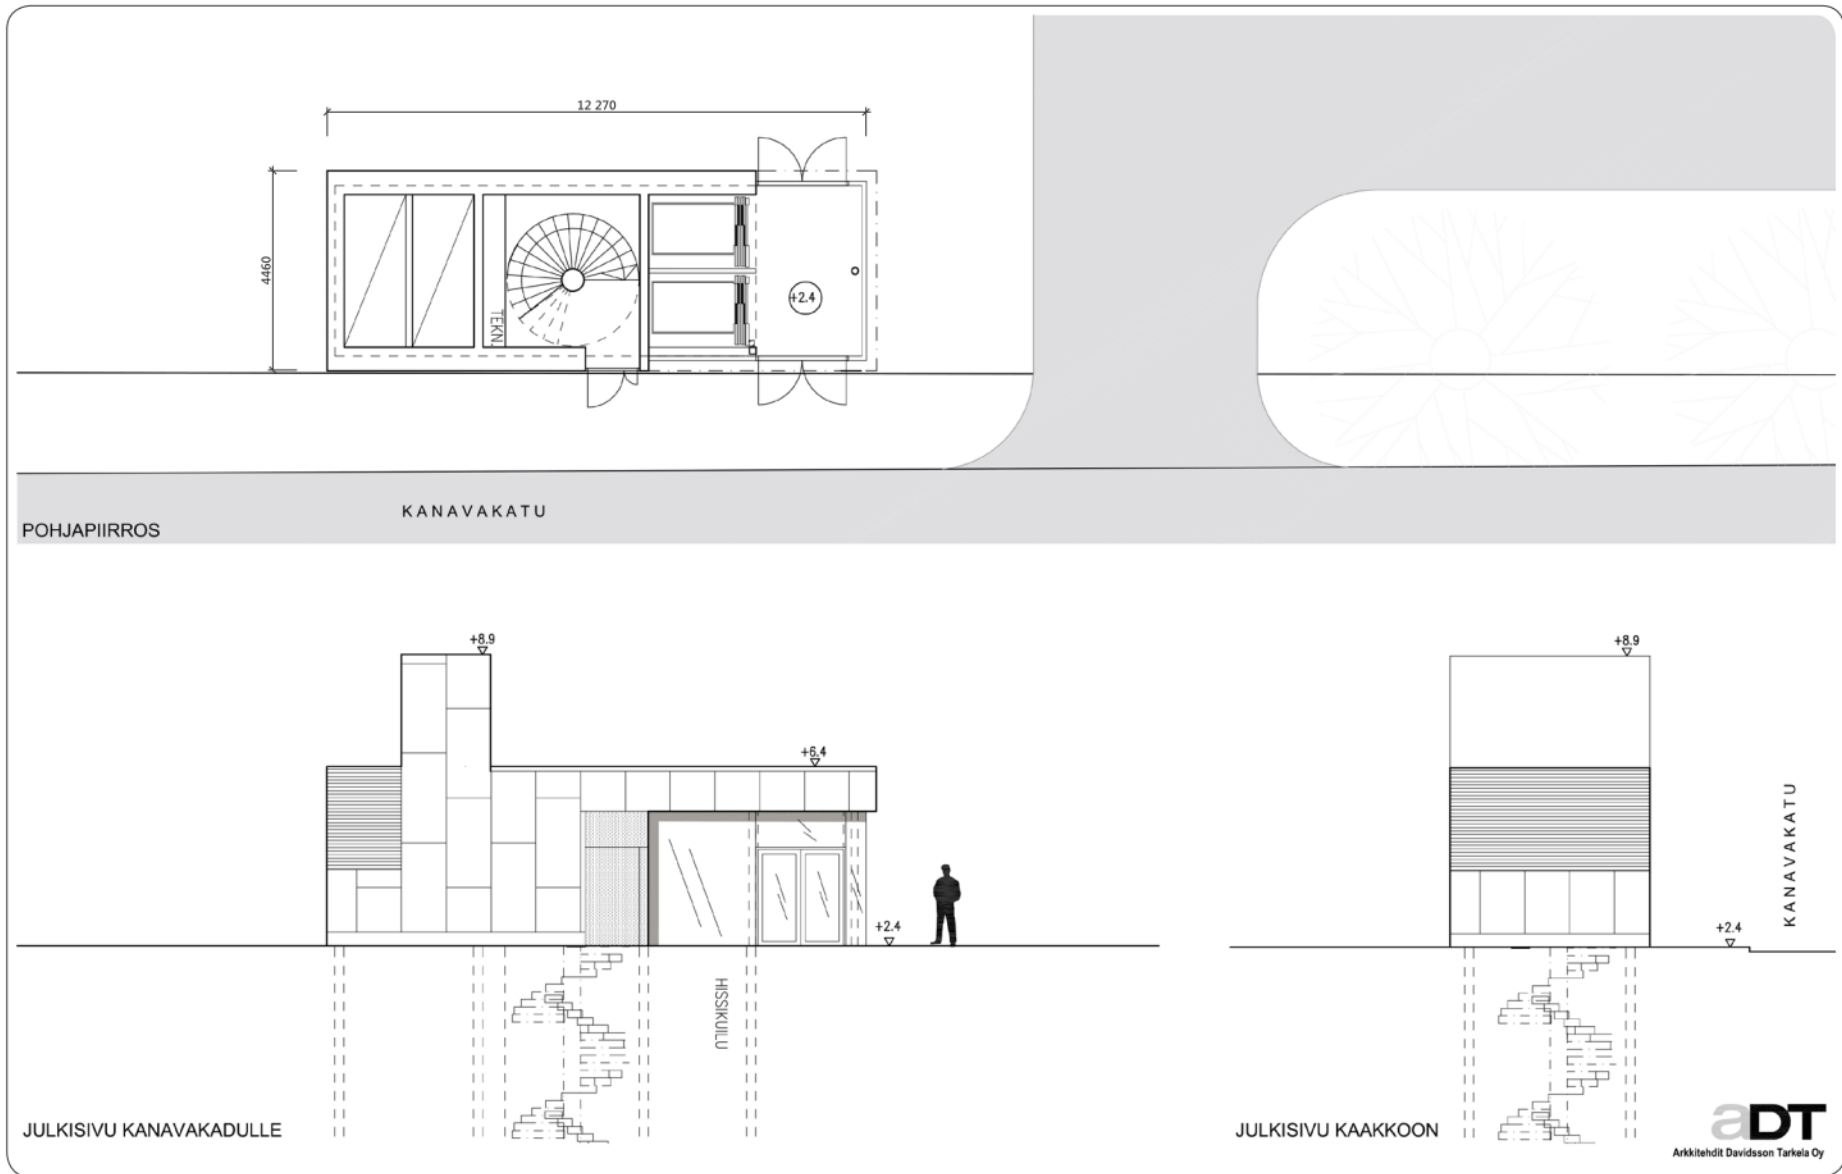 12 270
4460
TEKN.
+2.4
KANAVAKATU
POHJAPIIRROS
+8.9
+6.4
+2.4
HISSIKUILU
JULKISIVU KANAVAKADULLE
+8.9
KANAVAKATU
+2.4
JULKISIVU KAAKKOON
aDT
Arkkitehdit Davidsson Tarkela Oy